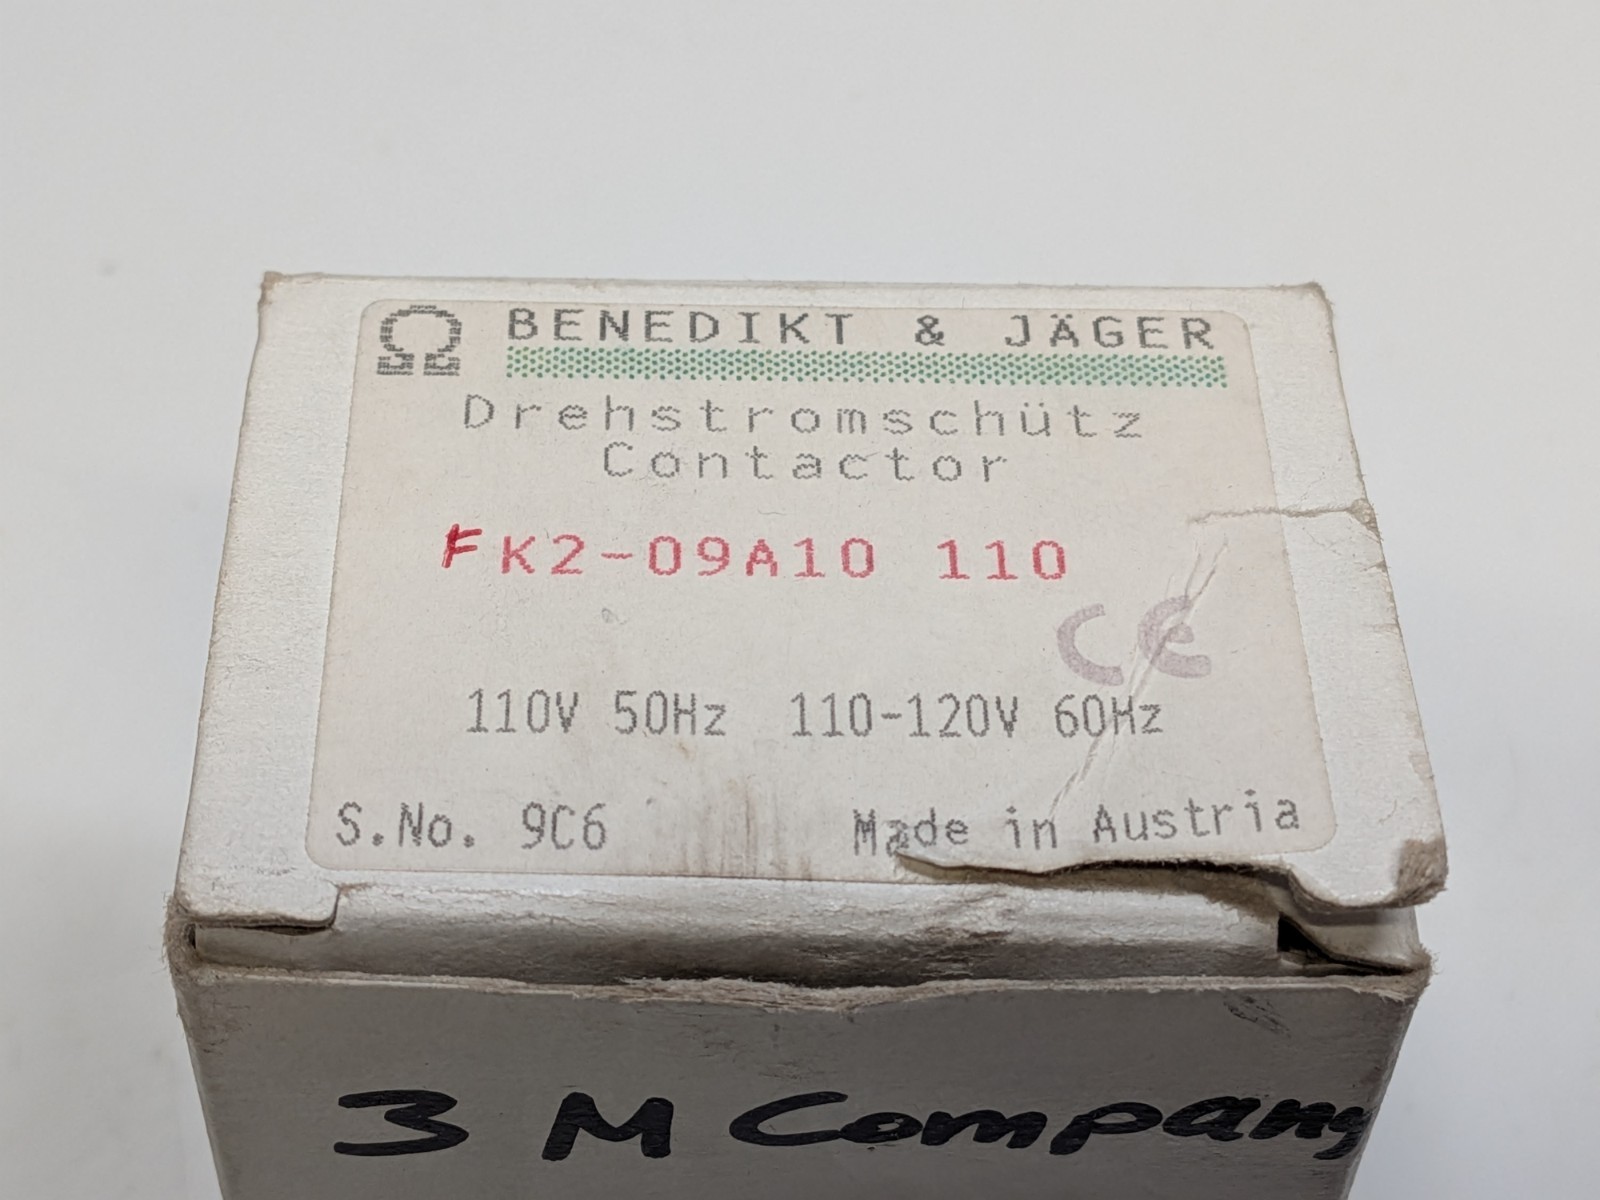 Ω BENEDIKT & JÄGER
Drehstromschütz
Contactor
FK2-09A10 110
CE
110V 50Hz 110-120V 60Hz
S.No. 9C6 Made in Austria
3 M Company